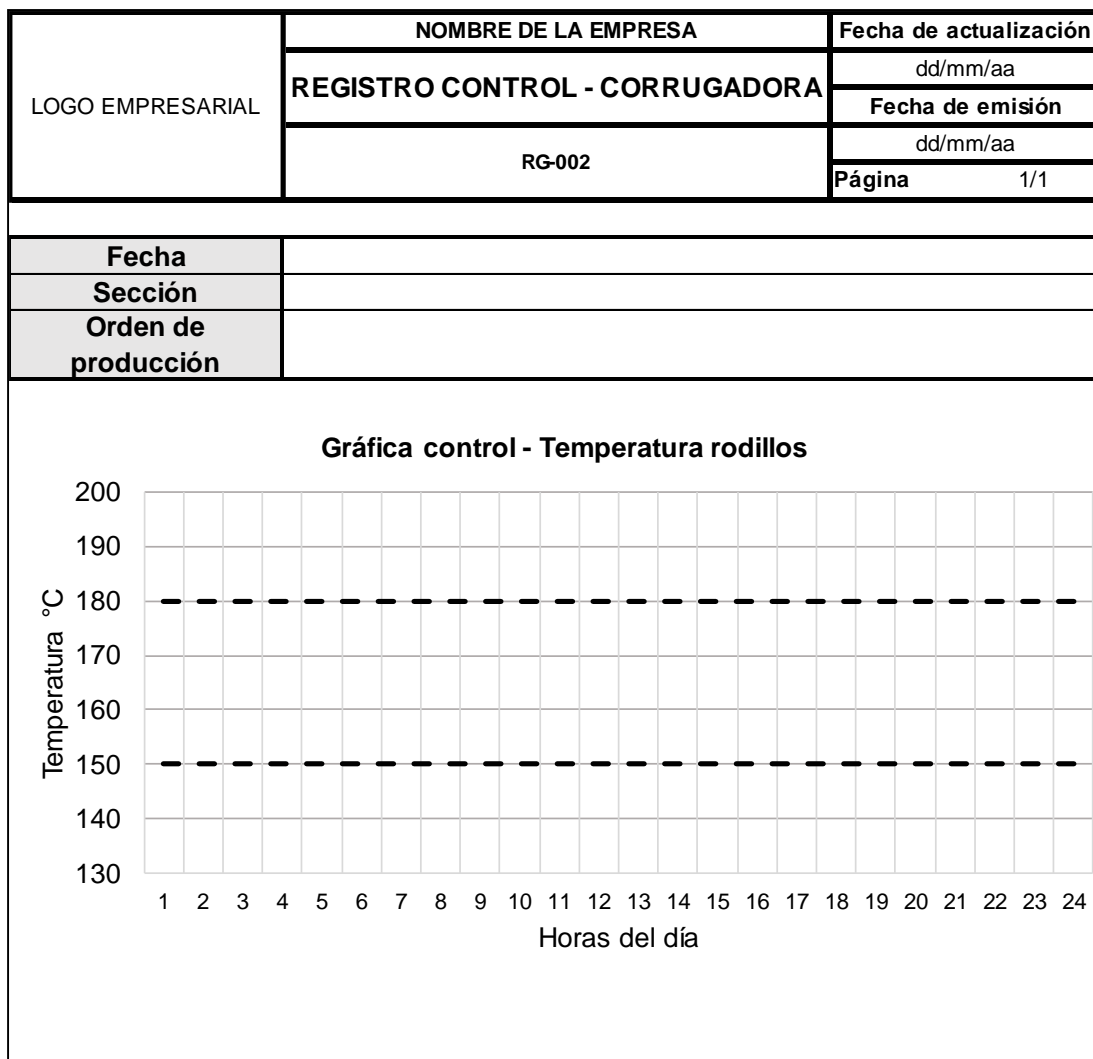 LOGO EMPRESARIAL
NOMBRE DE LA EMPRESA
REGISTRO CONTROL - CORRUGADORA
RG-002
Fecha de actualización
dd/mm/aa
Fecha de emisión
dd/mm/aa
Página 1/1
Fecha
Sección
Orden de
producción
Gráfica control - Temperatura rodillos
Temperatura °C
200
190
180
170
160
150
140
130
1 2 3 4 5 6 7 8 9 10 11 12 13 14 15 16 17 18 19 20 21 22 23 24
Horas del día